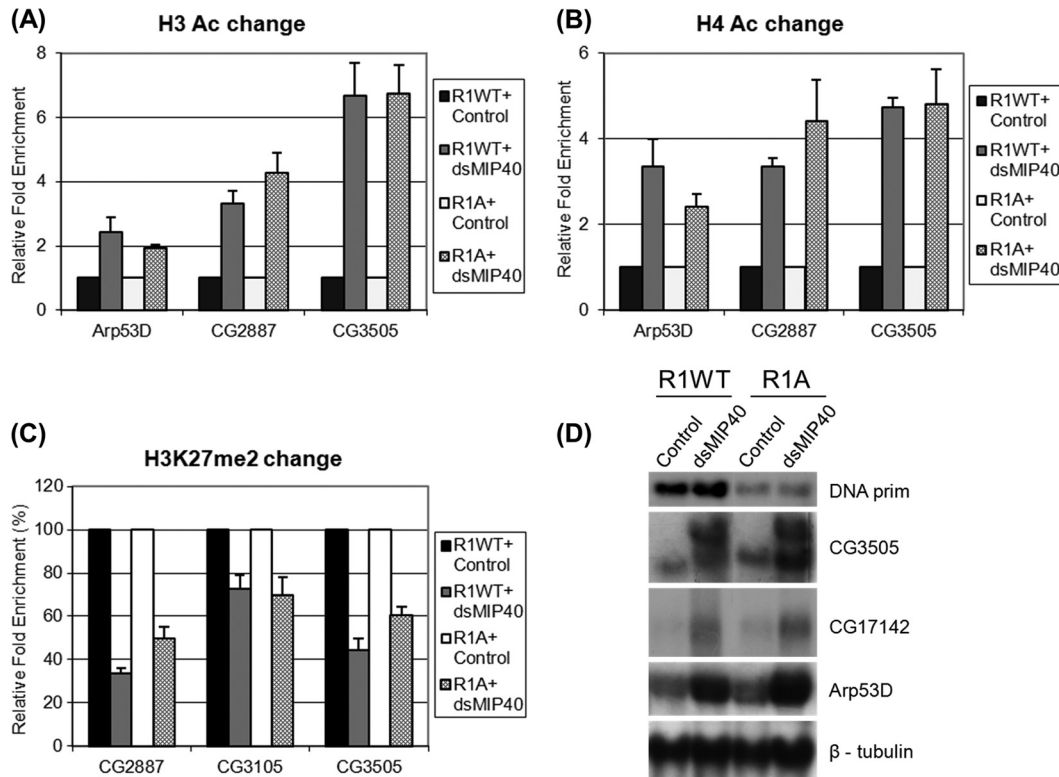 (A)
H3 Ac change
Relative Fold Enrichment
8
6
4
2
0
Arp53D CG2887 CG3505
R1WT+
Control
R1WT+
dsMIP40
R1A+
Control
R1A+
dsMIP40
(B)
H4 Ac change
Relative Fold Enrichment
6
4
2
0
Arp53D CG2887 CG3505
R1WT+
Control
R1WT+
dsMIP40
R1A+
Control
R1A+
dsMIP40
(C)
H3K27me2 change
Relative Fold Enrichment (%)
120
100
80
60
40
20
0
CG2887 CG3105 CG3505
R1WT+
Control
R1WT+
dsMIP40
R1A+
Control
R1A+
dsMIP40
(D)
R1WT R1A
Control dsMIP40 Control dsMIP40
DNA prim
CG3505
CG17142
Arp53D
β - tubulin